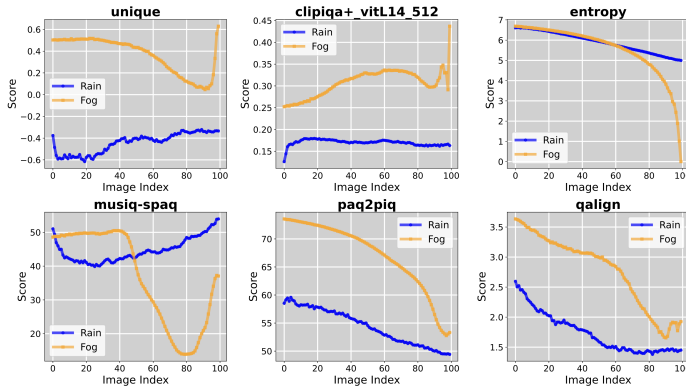 unique
clipiqa+_vitL14_512
entropy
Score
0.6
0.4
0.2
0.0
−0.2
−0.4
−0.6
Rain
Fog
0 20 40 60 80 100
Image Index
Score
0.45
0.40
0.35
0.30
0.25
0.20
0.15
Rain
Fog
0 20 40 60 80 100
Image Index
Score
7
6
5
4
3
2
1
0
Rain
Fog
0 20 40 60 80 100
Image Index
musiq-spaq
paq2piq
qalign
Score
50
40
30
20
Rain
Fog
0 20 40 60 80 100
Image Index
Score
70
65
60
55
50
Rain
Fog
0 20 40 60 80 100
Image Index
Score
3.5
3.0
2.5
2.0
1.5
Rain
Fog
0 20 40 60 80 100
Image Index